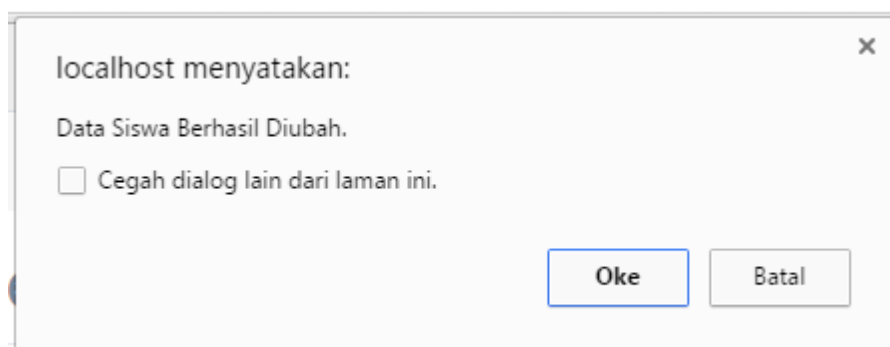 localhost menyatakan:
Data Siswa Berhasil Diubah.
Cegah dialog lain dari laman ini.
Oke Batal